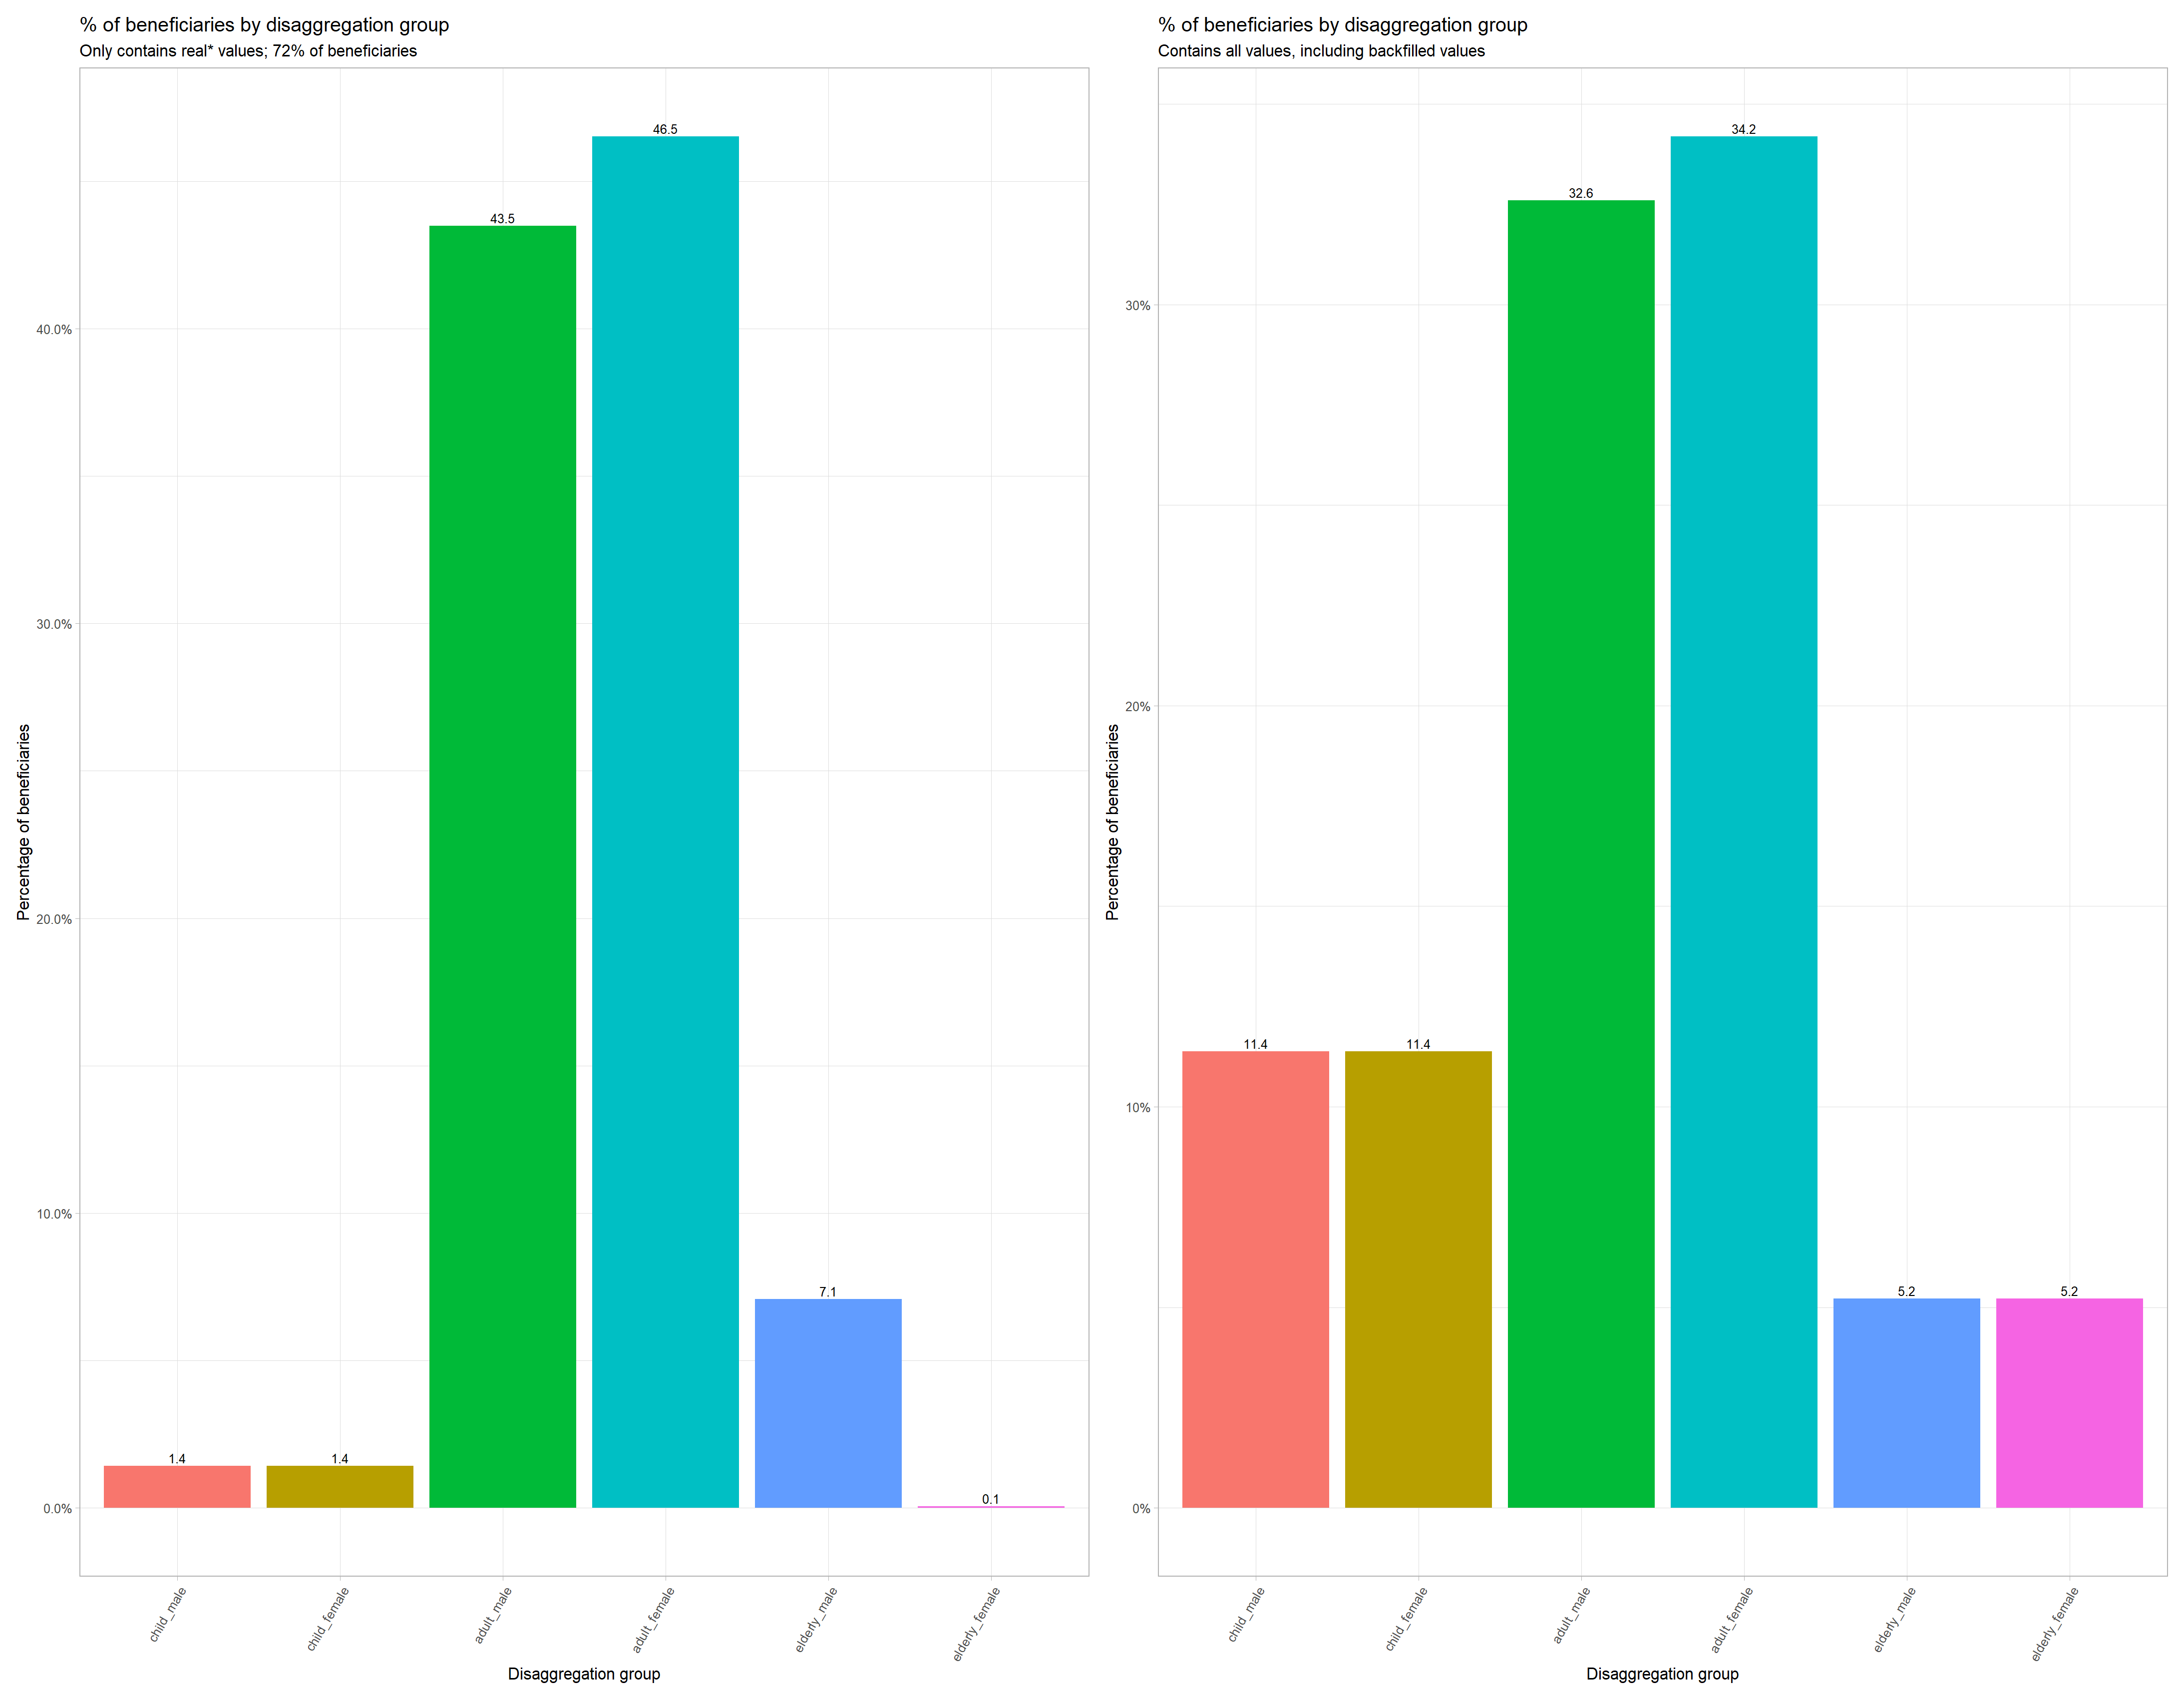 % of beneficiaries by disaggregation group
Only contains real* values; 72% of beneficiaries
46.5
43.5
40.0%
30.0%
20.0%
10.0%
7.1
1.4
1.4
0.1
0.0%
Percentage of beneficiaries
child_male
child_female
adult_male
adult_female
elderly_male
elderly_female
Disaggregation group
% of beneficiaries by disaggregation group
Contains all values, including backfilled values
34.2
32.6
30%
20%
11.4
11.4
10%
5.2
5.2
0%
Percentage of beneficiaries
child_male
child_female
adult_male
adult_female
elderly_male
elderly_female
Disaggregation group